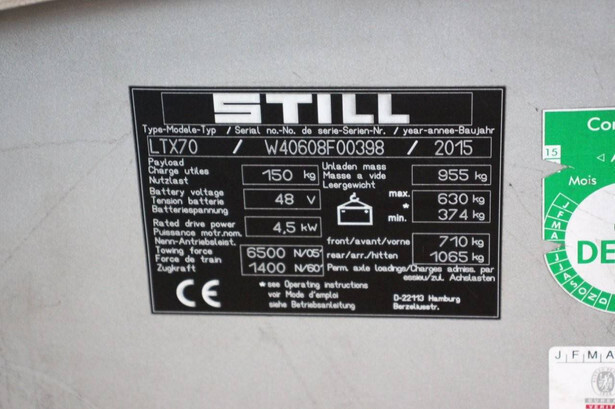 STILL
Type-Modele-Typ / Serial no.-No. de serie-Serien-Nr. / year-annee-Baujahr
LTX70 / W40608F00398 / 2015
Payload
Charge utiles
Nutzlast
150 kg
Unladen mass
Masse a vide
Leergewicht
955 kg
Battery voltage
Tension batterie
Batteriespannung
48 V
max. 630 kg
*
min. 374 kg
Rated drive power
Puissance motr.nom.
Nenn-Antriebsleist.
4,5 kW
front/avant/vorne 710 kg
Towing force
Force de train
Zugkraft
6500 N/05'
1400 N/60'
rear/arr./hitten 1065 kg
Perm. axle loadings/Charges admiss. par
essieu/zul. Achslasten
CE
*see Operating instructions
voir Mode d'emploi
siehe Betriebsanleitung
D-22113 Hamburg
Berzeliusstr.
Co
15
Mois
J F M A
DE
J A S O N D
J F M A